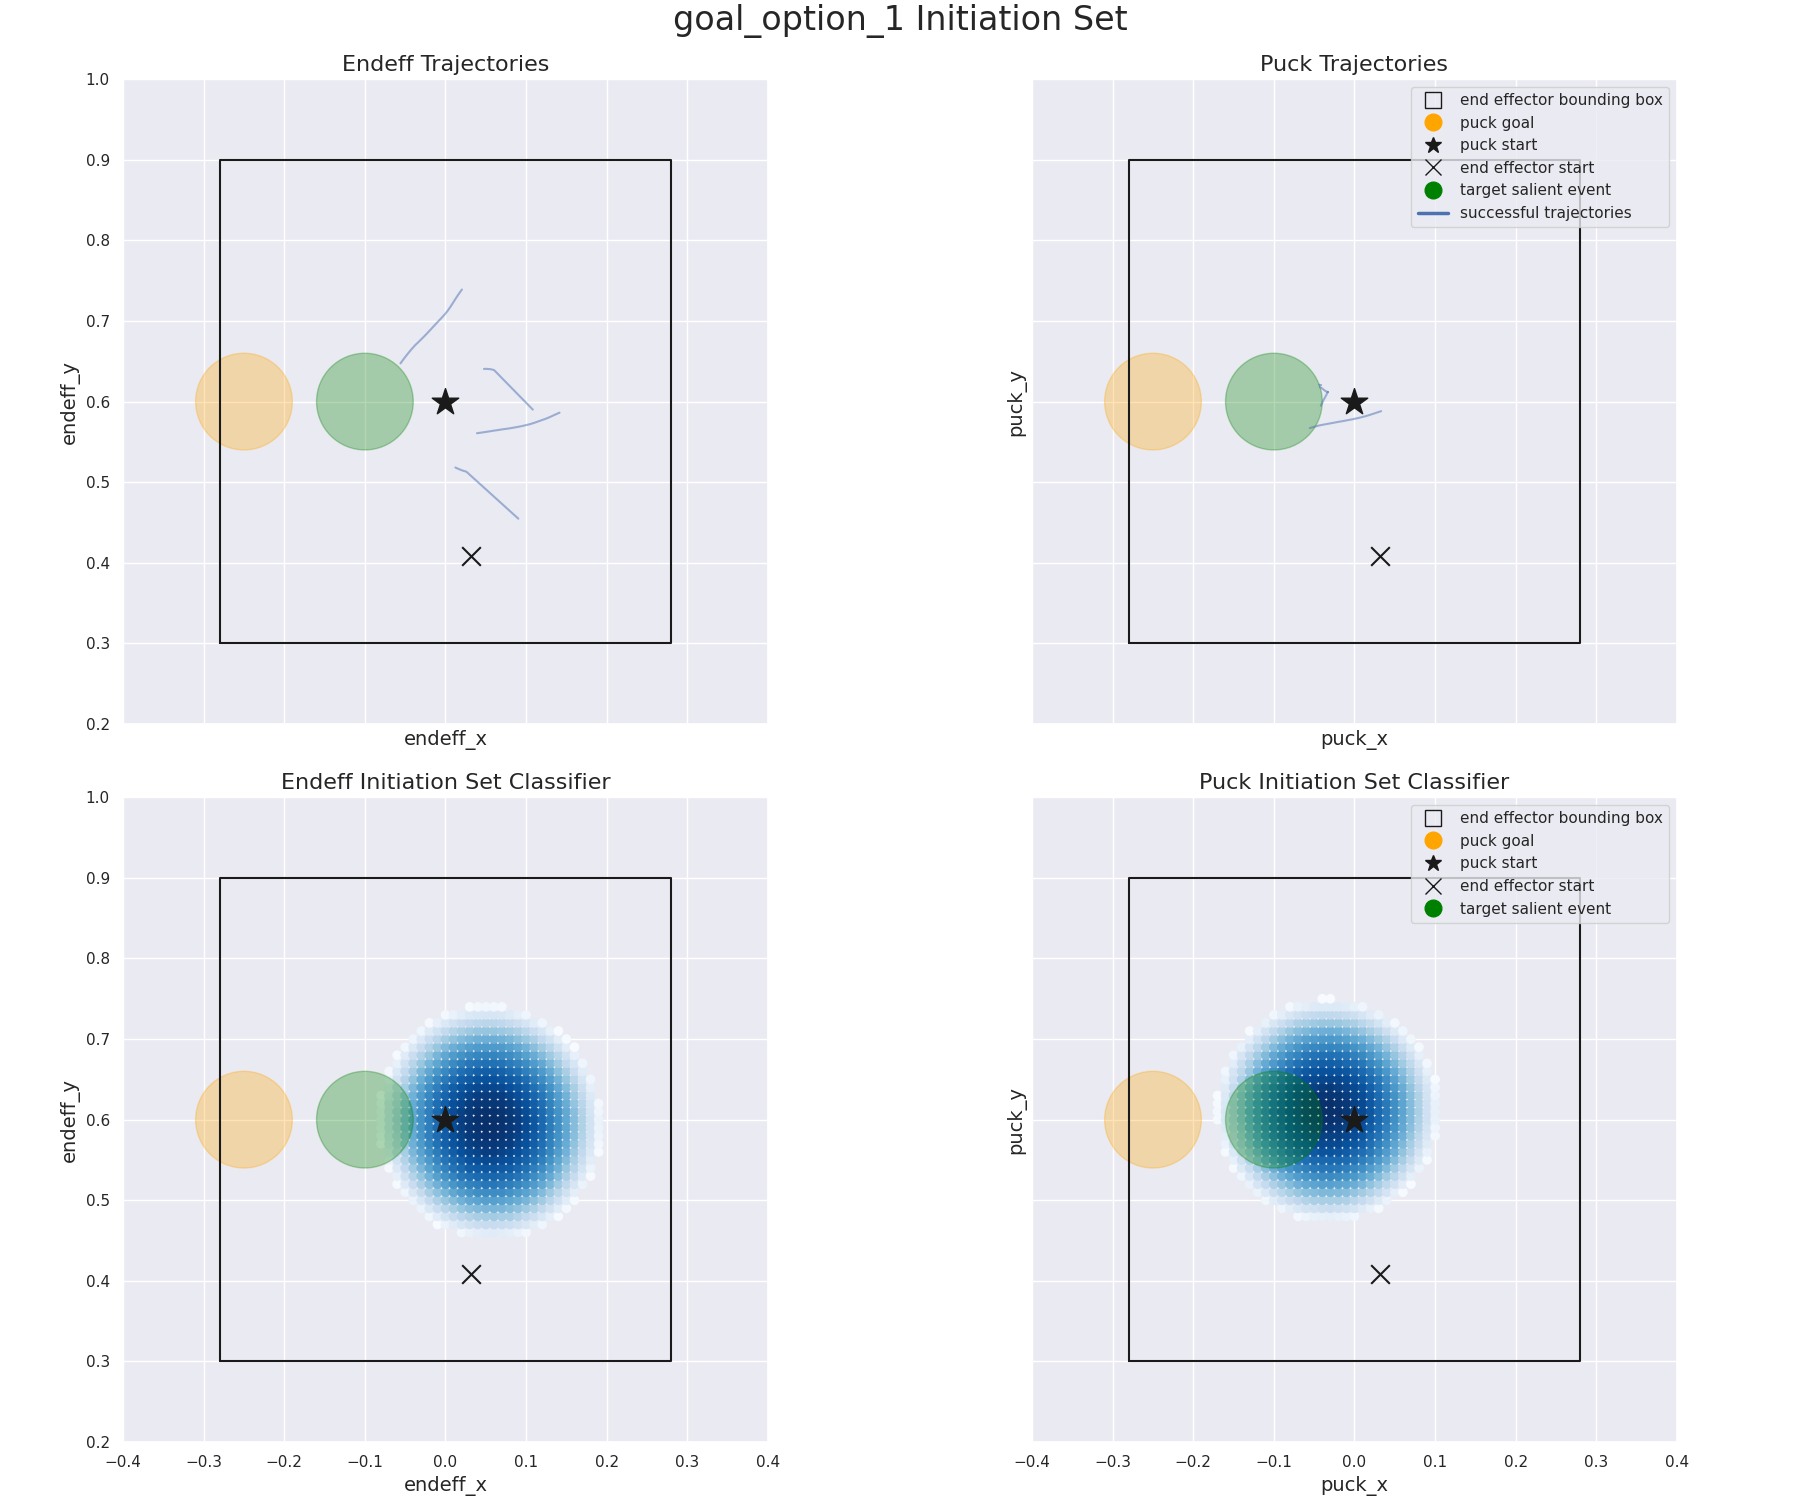 goal_option_1 Initiation Set
Endeff Trajectories
1.0
0.9
0.8
0.7
0.6
0.5
0.4
0.3
0.2
endeff_y
endeff_x
Puck Trajectories
end effector bounding box
puck goal
puck start
end effector start
target salient event
successful trajectories
puck_y
puck_x
Endeff Initiation Set Classifier
1.0
0.9
0.8
0.7
0.6
0.5
0.4
0.3
0.2
endeff_y
−0.4 −0.3 −0.2 −0.1 0.0 0.1 0.2 0.3 0.4
endeff_x
Puck Initiation Set Classifier
end effector bounding box
puck goal
puck start
end effector start
target salient event
puck_y
−0.4 −0.3 −0.2 −0.1 0.0 0.1 0.2 0.3 0.4
puck_x